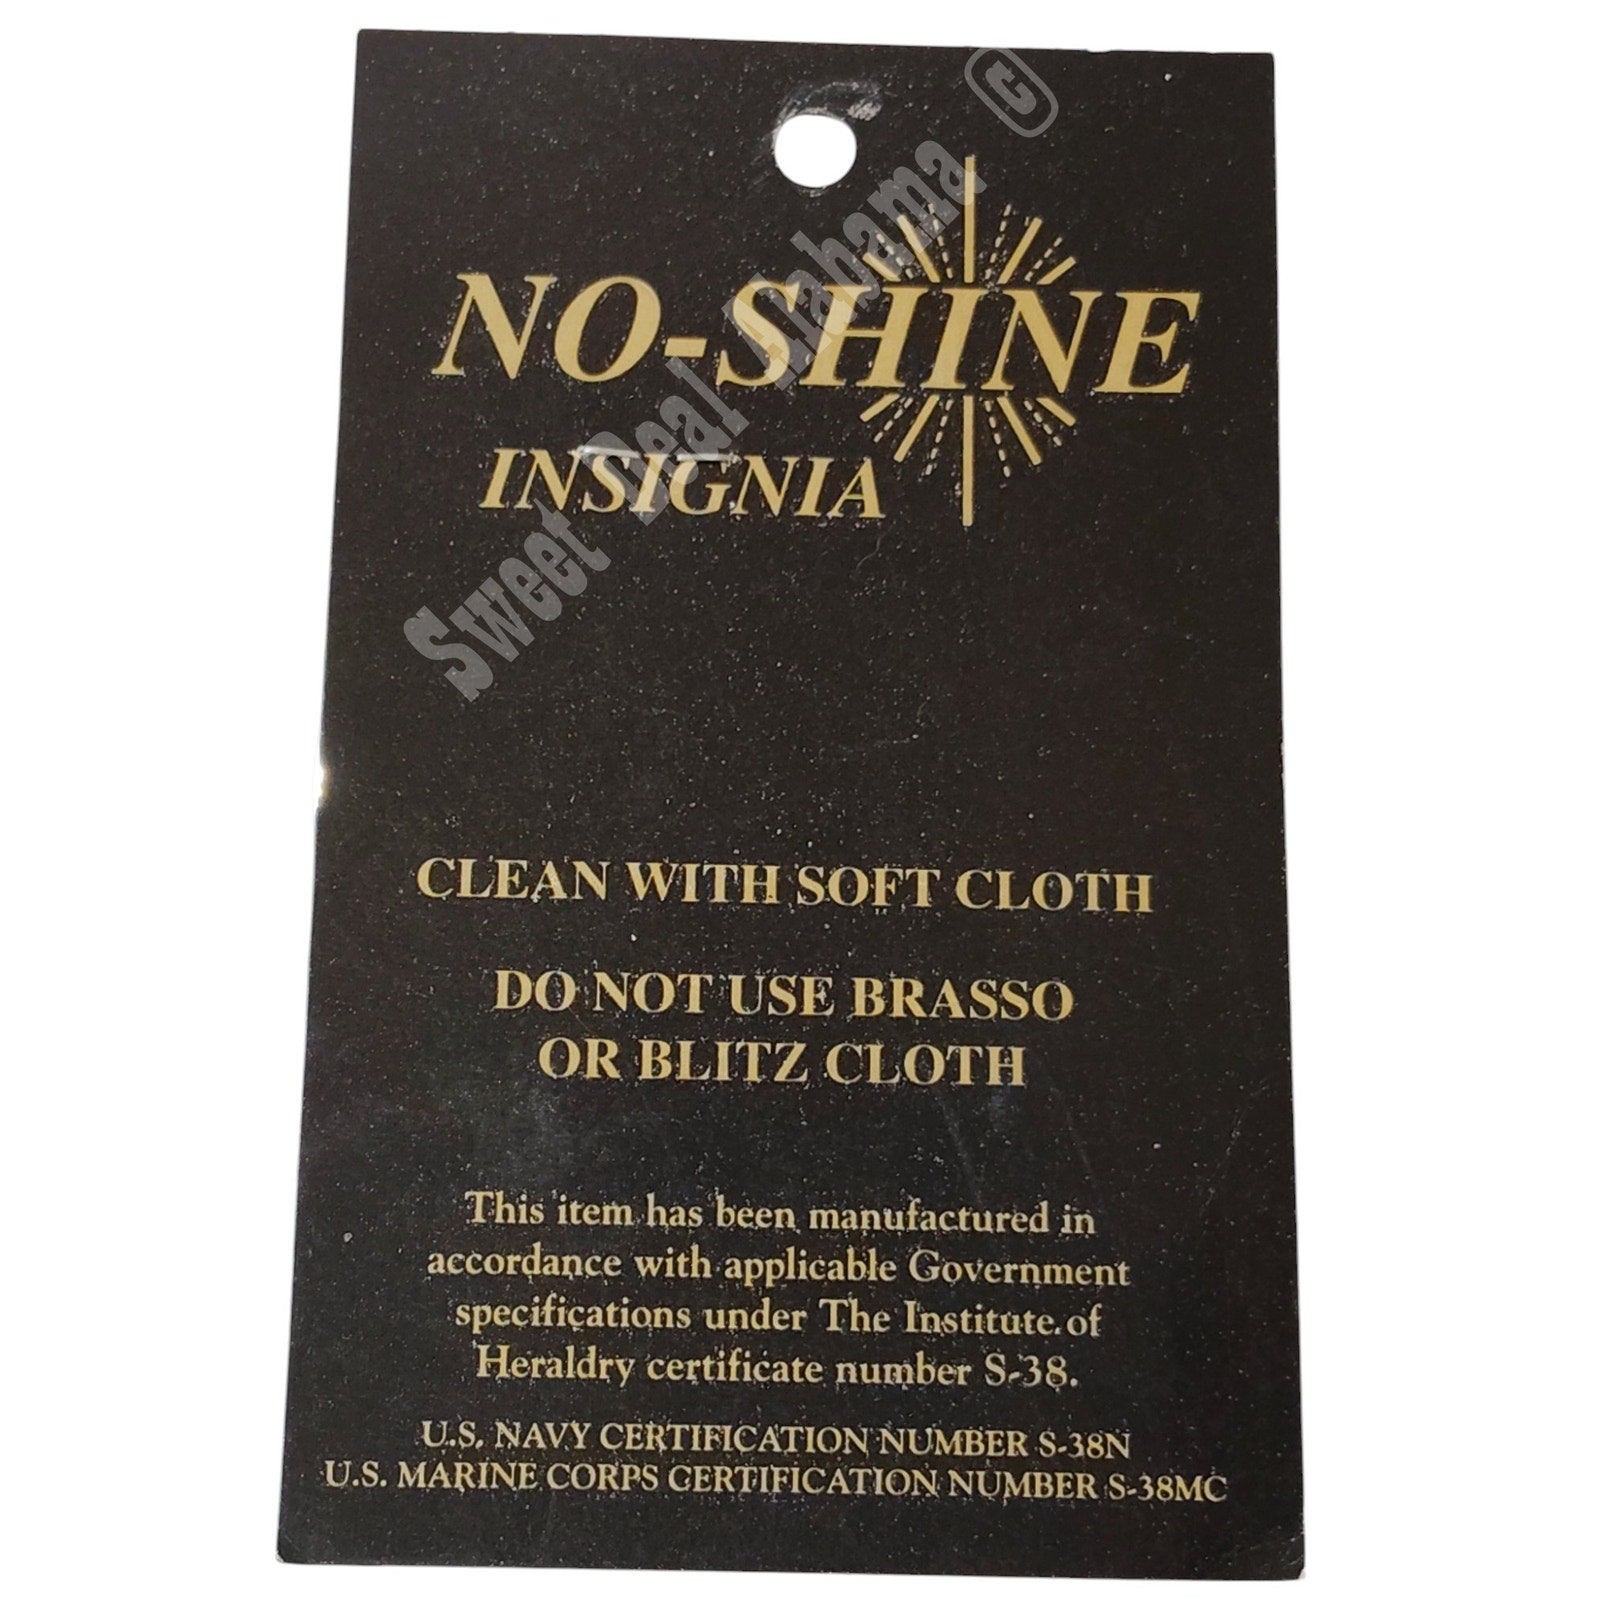 NO-SHINE
INSIGNIA
Sweet Deal Alabama ©
CLEAN WITH SOFT CLOTH
DO NOT USE BRASSO
OR BLITZ CLOTH
This item has been manufactured in
accordance with applicable Government
specifications under The Institute of
Heraldry certificate number S-38.
U.S. NAVY CERTIFICATION NUMBER S-38N
U.S. MARINE CORPS CERTIFICATION NUMBER S-38MC